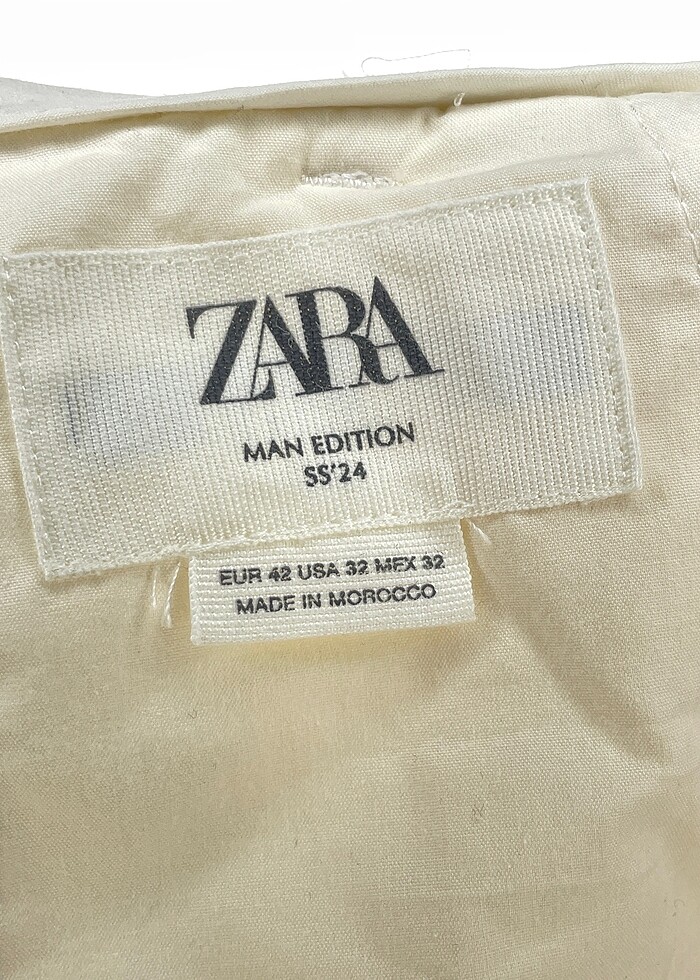 ZARA
MAN EDITION
SS'24
EUR 42 USA 32 MEX 32
MADE IN MOROCCO